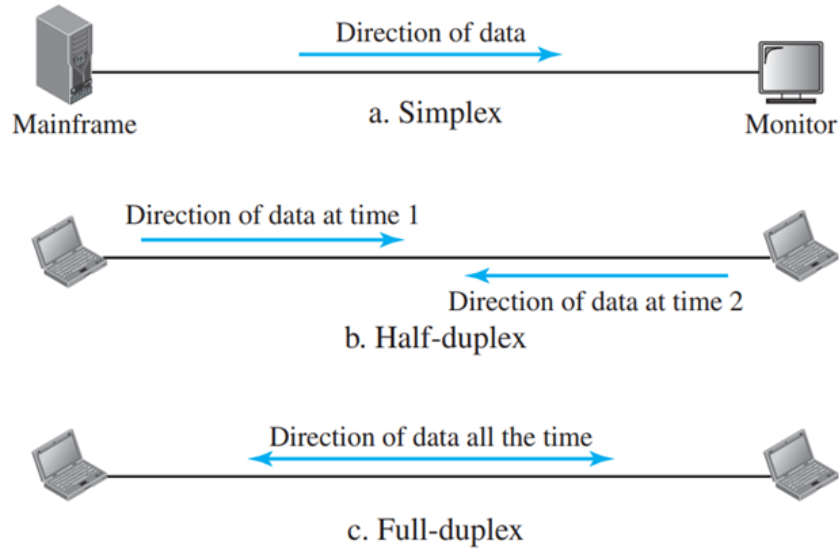 Direction of data
Mainframe
a. Simplex
Monitor
Direction of data at time 1
Direction of data at time 2
b. Half-duplex
Direction of data all the time
c. Full-duplex